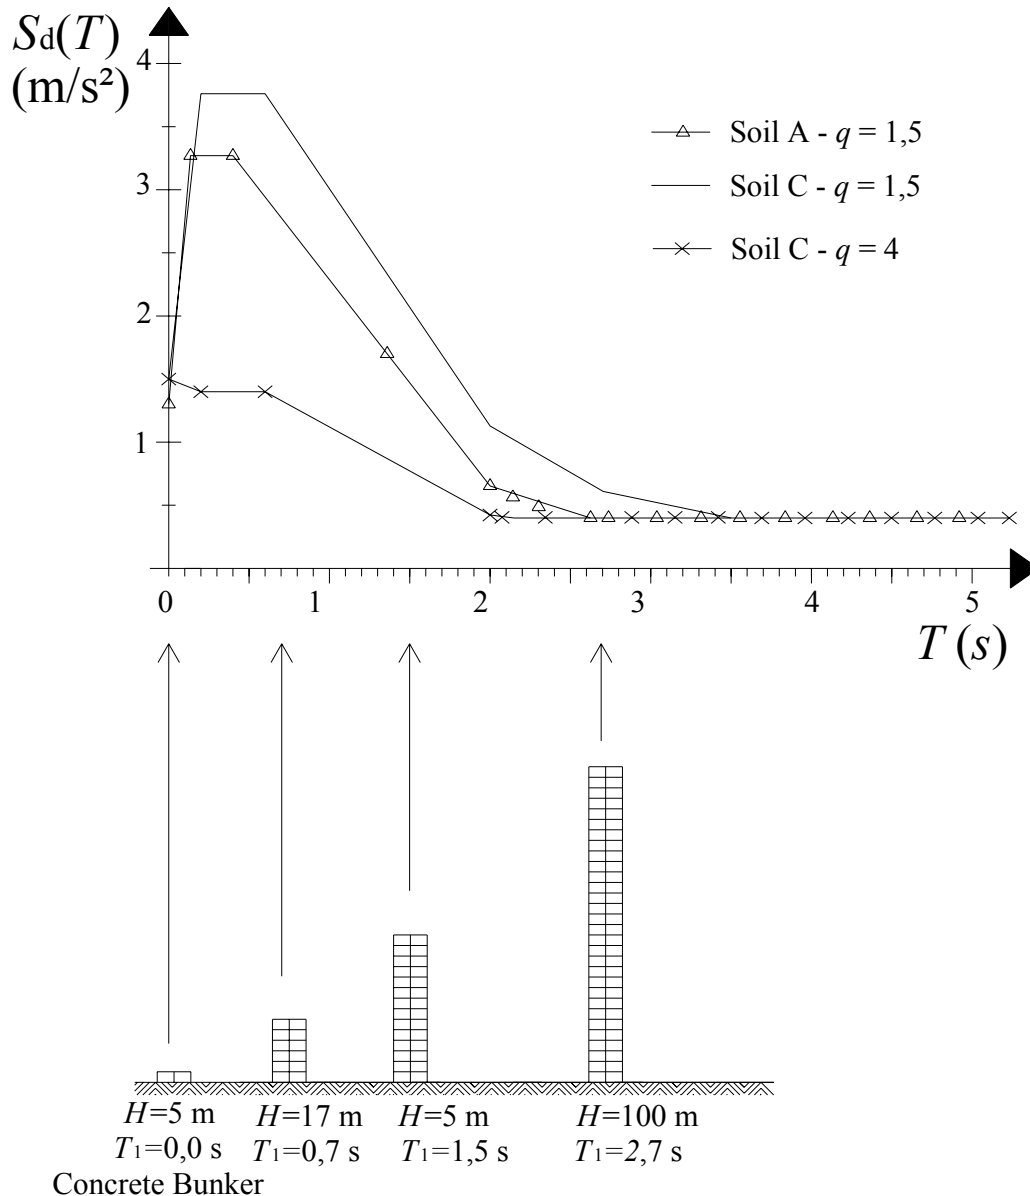 Sd(T)
(m/s²)
4
3
2
1
Soil A - q = 1,5
Soil C - q = 1,5
Soil C - q = 4
0 1 2 3 4 5
T (s)
H=5 m H=17 m H=5 m H=100 m
T1=0,0 s T1=0,7 s T1=1,5 s T1=2,7 s
Concrete Bunker